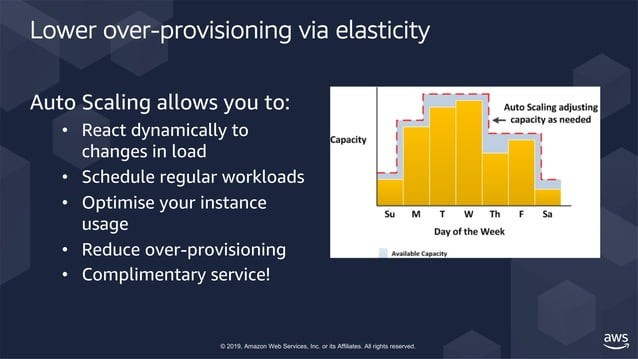 Lower over-provisioning via elasticity
Auto Scaling allows you to:
• React dynamically to
changes in load
• Schedule regular workloads
• Optimise your instance
usage
• Reduce over-provisioning
• Complimentary service!
Auto Scaling adjusting
capacity as needed
Capacity
Su M T W Th F Sa
Day of the Week
Available Capacity
© 2019, Amazon Web Services, Inc. or its Affiliates. All rights reserved.
aws